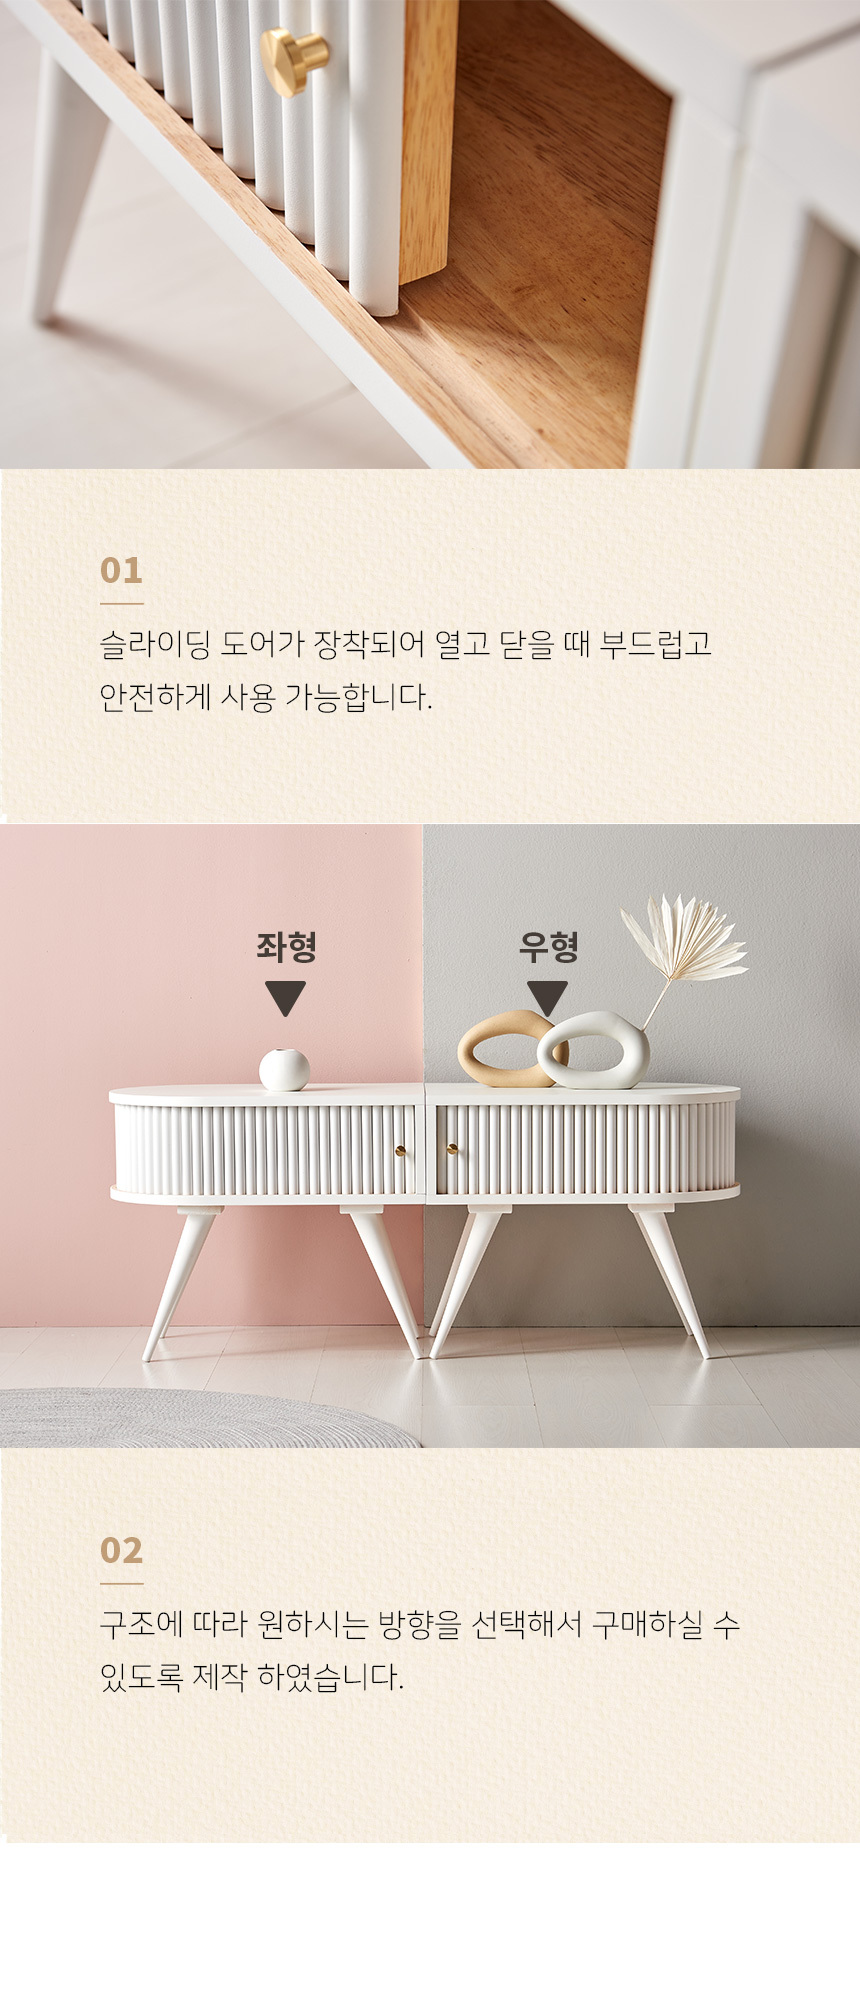 01
슬라이딩 도어가 장착되어 열고 닫을 때 부드럽고
안전하게 사용 가능합니다.
좌형 우형
02
구조에 따라 원하시는 방향을 선택해서 구매하실 수
있도록 제작 하였습니다.